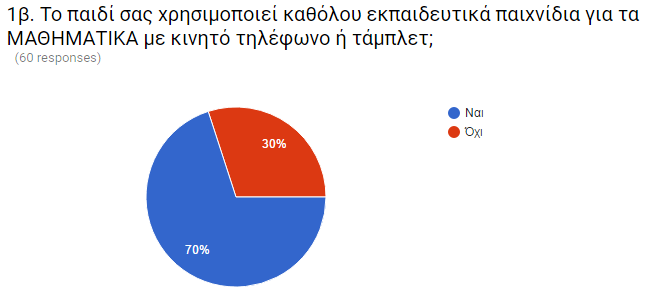 1β. Το παιδί σας χρησιμοποιεί καθόλου εκπαιδευτικά παιχνίδια για τα
ΜΑΘΗΜΑΤΙΚΑ με κινητό τηλέφωνο ή τάμπλετ;
(60 responses)
Ναι
Όχι
30%
70%